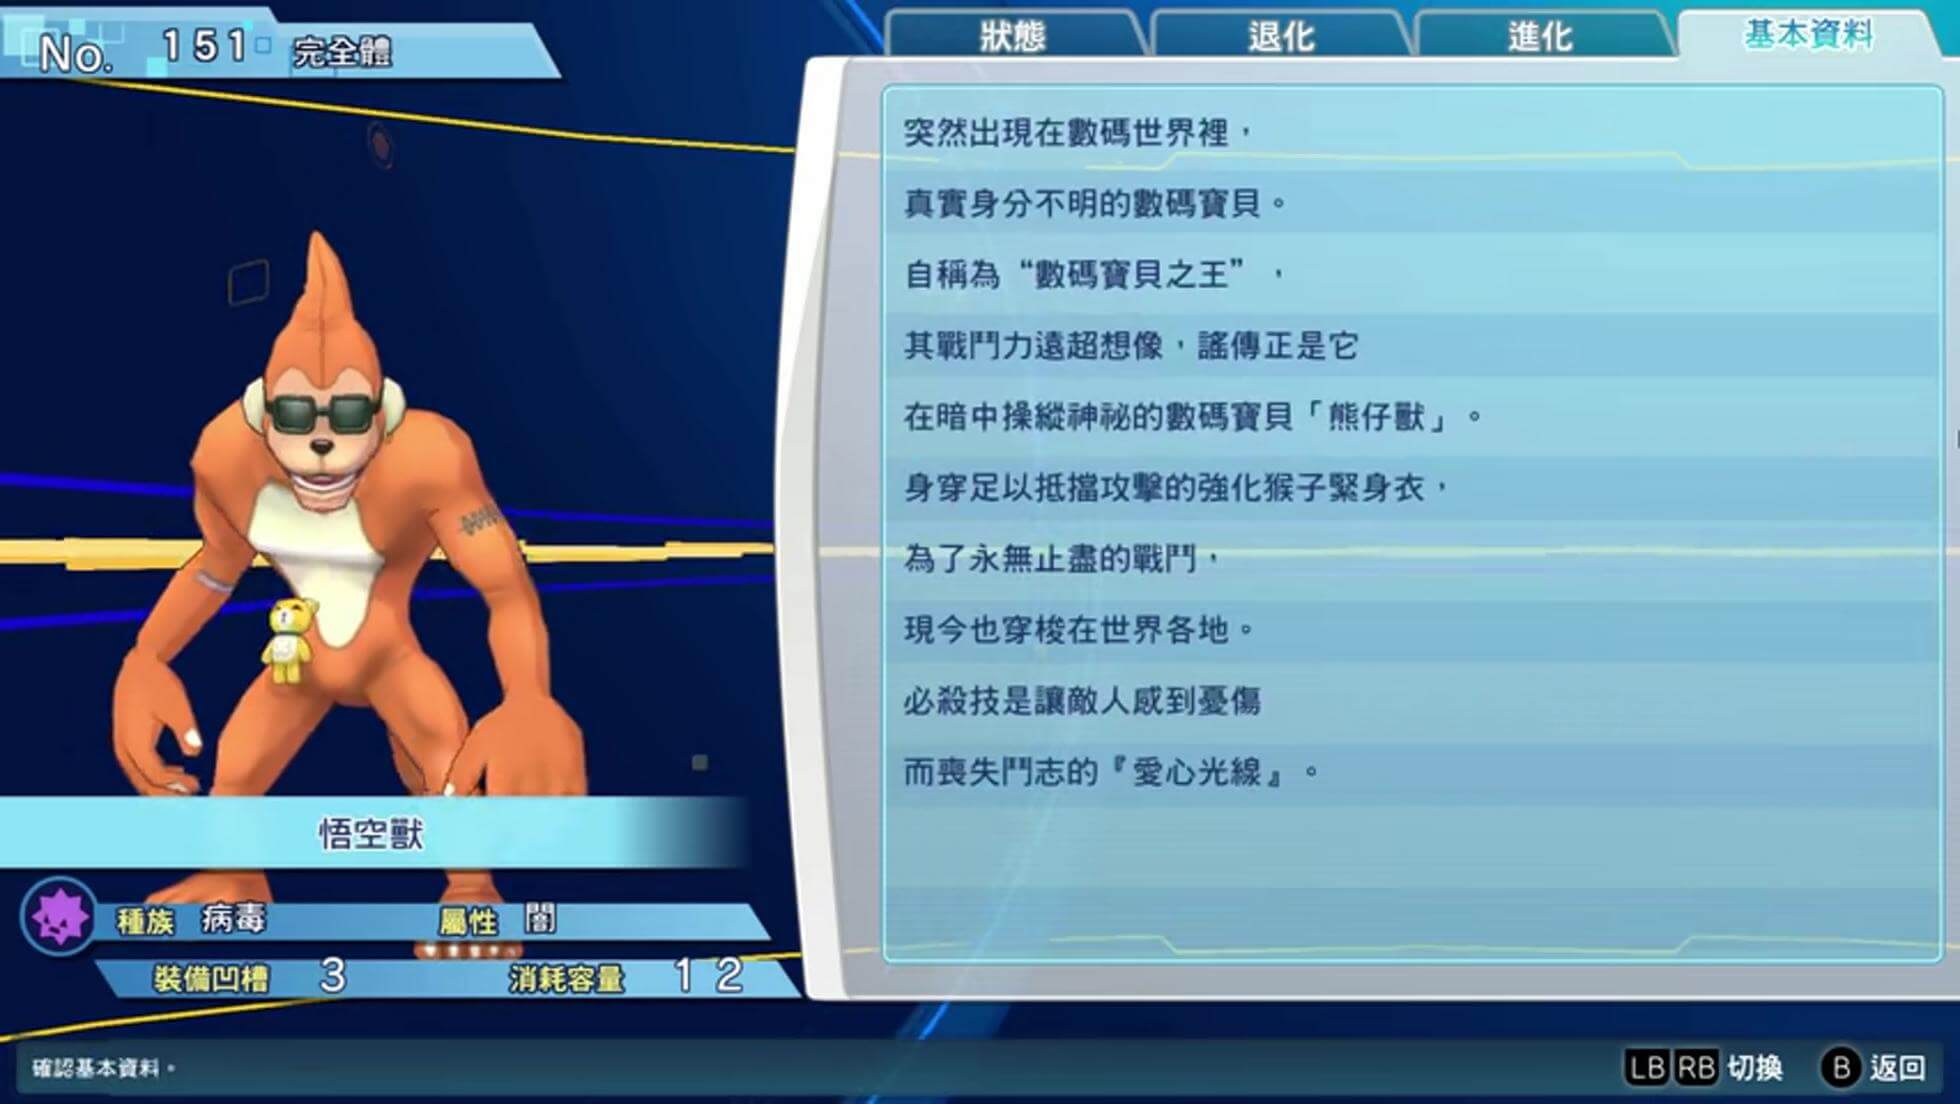 No. 151 完全體
狀態 退化 進化 基本資料
突然出現在數碼世界裡，
真實身分不明的數碼寶貝。
自稱為“數碼寶貝之王”，
其戰鬥力遠超想像，謠傳正是它
在暗中操縱神祕的數碼寶貝「熊仔獸」。
身穿足以抵擋攻擊的強化猴子緊身衣，
為了永無止盡的戰鬥，
現今也穿梭在世界各地。
必殺技是讓敵人感到憂傷
而喪失鬥志的『愛心光線』。
悟空獸
種族 病毒 屬性 闇
裝備凹槽 3 消耗容量 12
確認基本資料。
LB RB 切換 B 返回